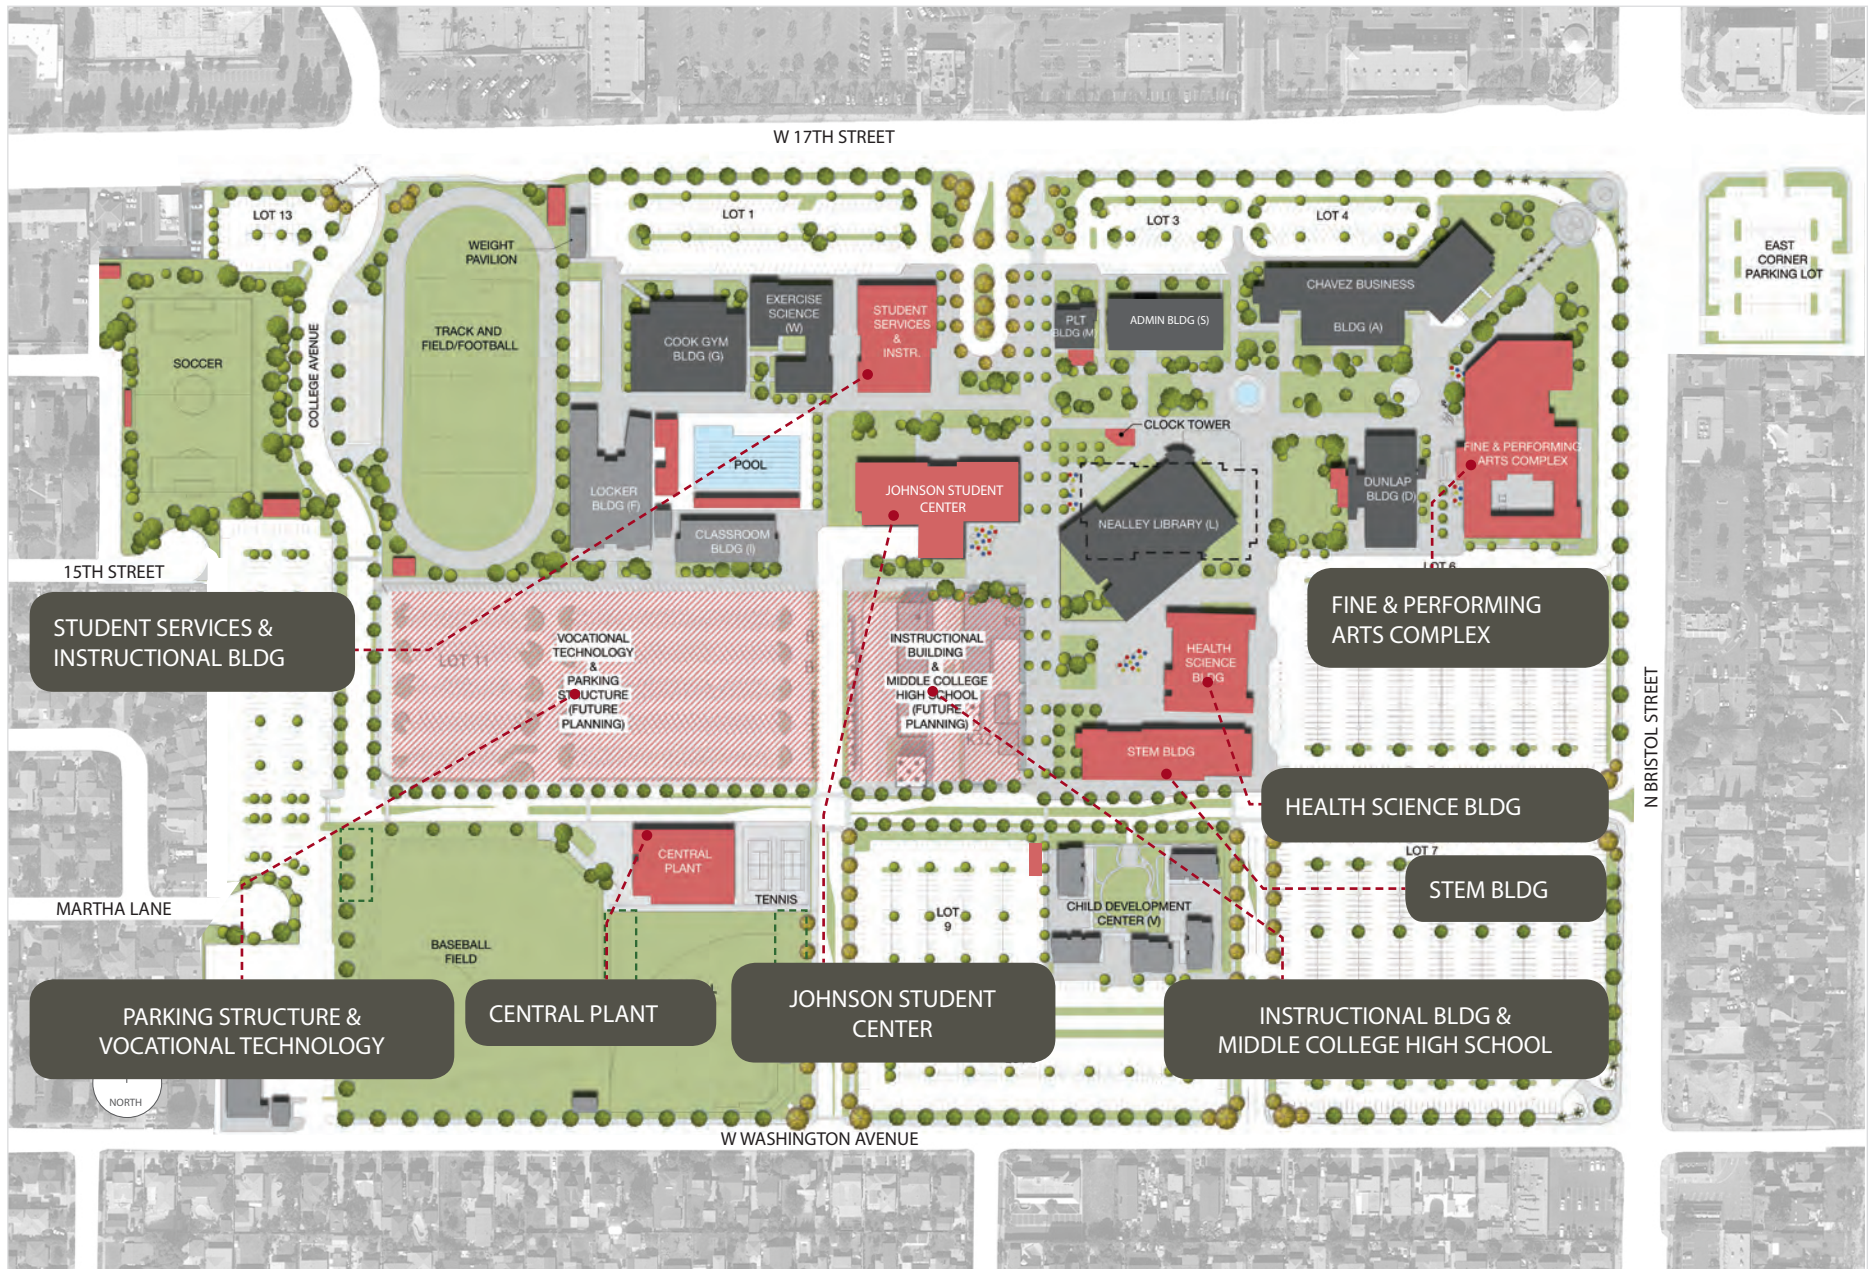 W 17TH STREET
LOT 13
LOT 1
LOT 3
LOT 4
WEIGHT
PAVILION
EAST
CORNER
PARKING LOT
CHAVEZ BUSINESS
BLDG (A)
EXERCISE
SCIENCE
(W)
STUDENT
SERVICES
&
INSTR.
PLT
BLDG (M)
ADMIN BLDG (S)
TRACK AND
FIELD/FOOTBALL
COOK GYM
BLDG (G)
SOCCER
COLLEGE AVENUE
CLOCK TOWER
FINE & PERFORMING
ARTS COMPLEX
POOL
LOCKER
BLDG (F)
JOHNSON STUDENT
CENTER
DUNLAP
BLDG (D)
NEALLEY LIBRARY (L)
CLASSROOM
BLDG (I)
15TH STREET
LOT 6
STUDENT SERVICES &
INSTRUCTIONAL BLDG
FINE & PERFORMING
ARTS COMPLEX
LOT 11
VOCATIONAL
TECHNOLOGY
&
PARKING
STRUCTURE
(FUTURE
PLANNING)
INSTRUCTIONAL
BUILDING
&
MIDDLE COLLEGE
HIGH SCHOOL
(FUTURE
PLANNING)
HEALTH
SCIENCE
BLDG
STEM BLDG
N BRISTOL STREET
HEALTH SCIENCE BLDG
STEM BLDG
LOT 7
CENTRAL
PLANT
TENNIS
MARTHA LANE
LOT
9
CHILD DEVELOPMENT
CENTER (V)
BASEBALL
FIELD
PARKING STRUCTURE &
VOCATIONAL TECHNOLOGY
CENTRAL PLANT
JOHNSON STUDENT
CENTER
INSTRUCTIONAL BLDG &
MIDDLE COLLEGE HIGH SCHOOL
NORTH
W WASHINGTON AVENUE